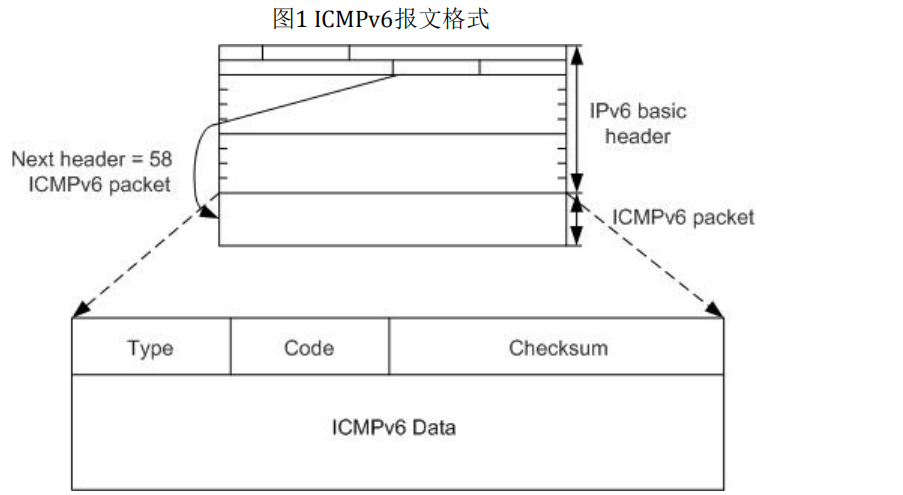 图1 ICMPv6报文格式
IPv6 basic
header
Next header = 58
ICMPv6 packet
ICMPv6 packet
Type
Code
Checksum
ICMPv6 Data